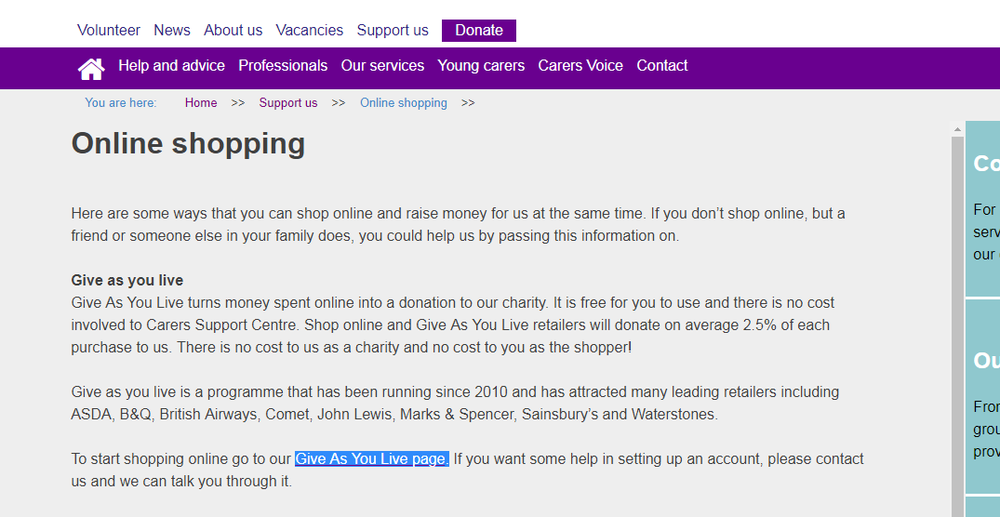 Volunteer News About us Vacancies Support us Donate
Help and advice Professionals Our services Young carers Carers Voice Contact
You are here: Home >> Support us >> Online shopping >>
Online shopping
Here are some ways that you can shop online and raise money for us at the same time. If you don’t shop online, but a
friend or someone else in your family does, you could help us by passing this information on.
Give as you live
Give As You Live turns money spent online into a donation to our charity. It is free for you to use and there is no cost
involved to Carers Support Centre. Shop online and Give As You Live retailers will donate on average 2.5% of each
purchase to us. There is no cost to us as a charity and no cost to you as the shopper!
Give as you live is a programme that has been running since 2010 and has attracted many leading retailers including
ASDA, B&Q, British Airways, Comet, John Lewis, Marks & Spencer, Sainsbury’s and Waterstones.
To start shopping online go to our Give As You Live page. If you want some help in setting up an account, please contact
us and we can talk you through it.
Co
For
serv
our
Ou
From
grou
prov